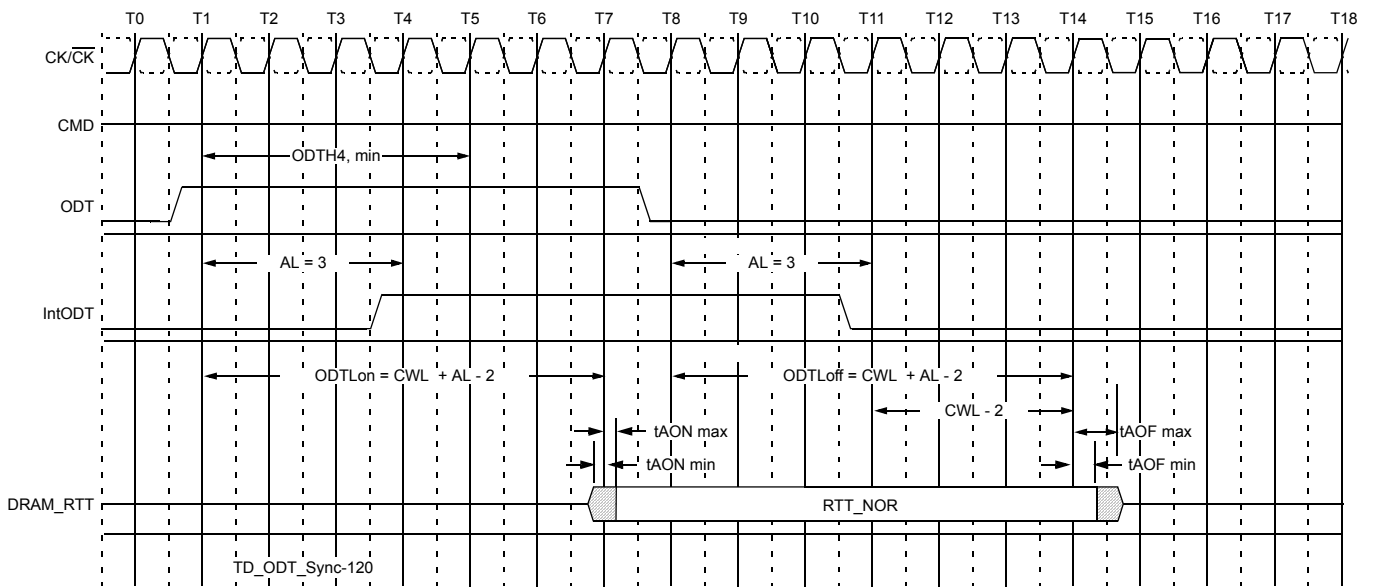 T0 T1 T2 T3 T4 T5 T6 T7 T8 T9 T10 T11 T12 T13 T14 T15 T16 T17 T18
CK/CK
CMD
ODTH4, min
ODT
AL = 3 AL = 3
IntODT
ODTLon = CWL + AL - 2 ODTLoff = CWL + AL - 2
CWL - 2
tAON max tAOF max
tAON min tAOF min
DRAM_RTT RTT_NOR
TD_ODT_Sync-120